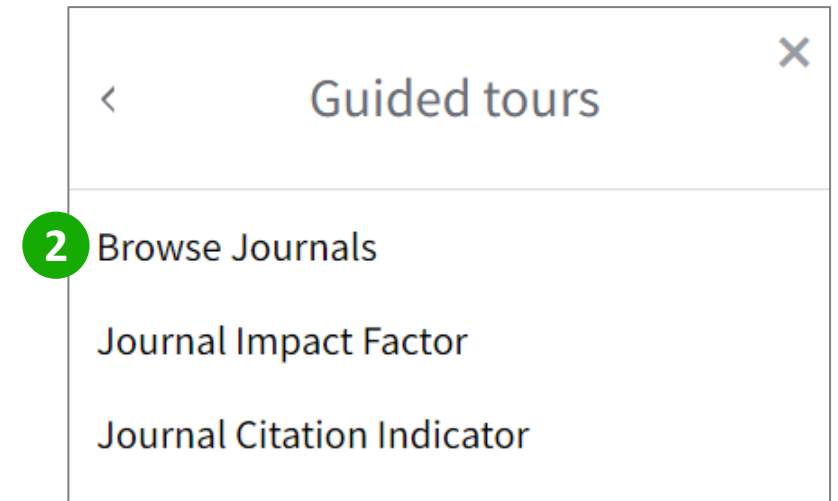 Guided tours
2 Browse Journals
Journal Impact Factor
Journal Citation Indicator